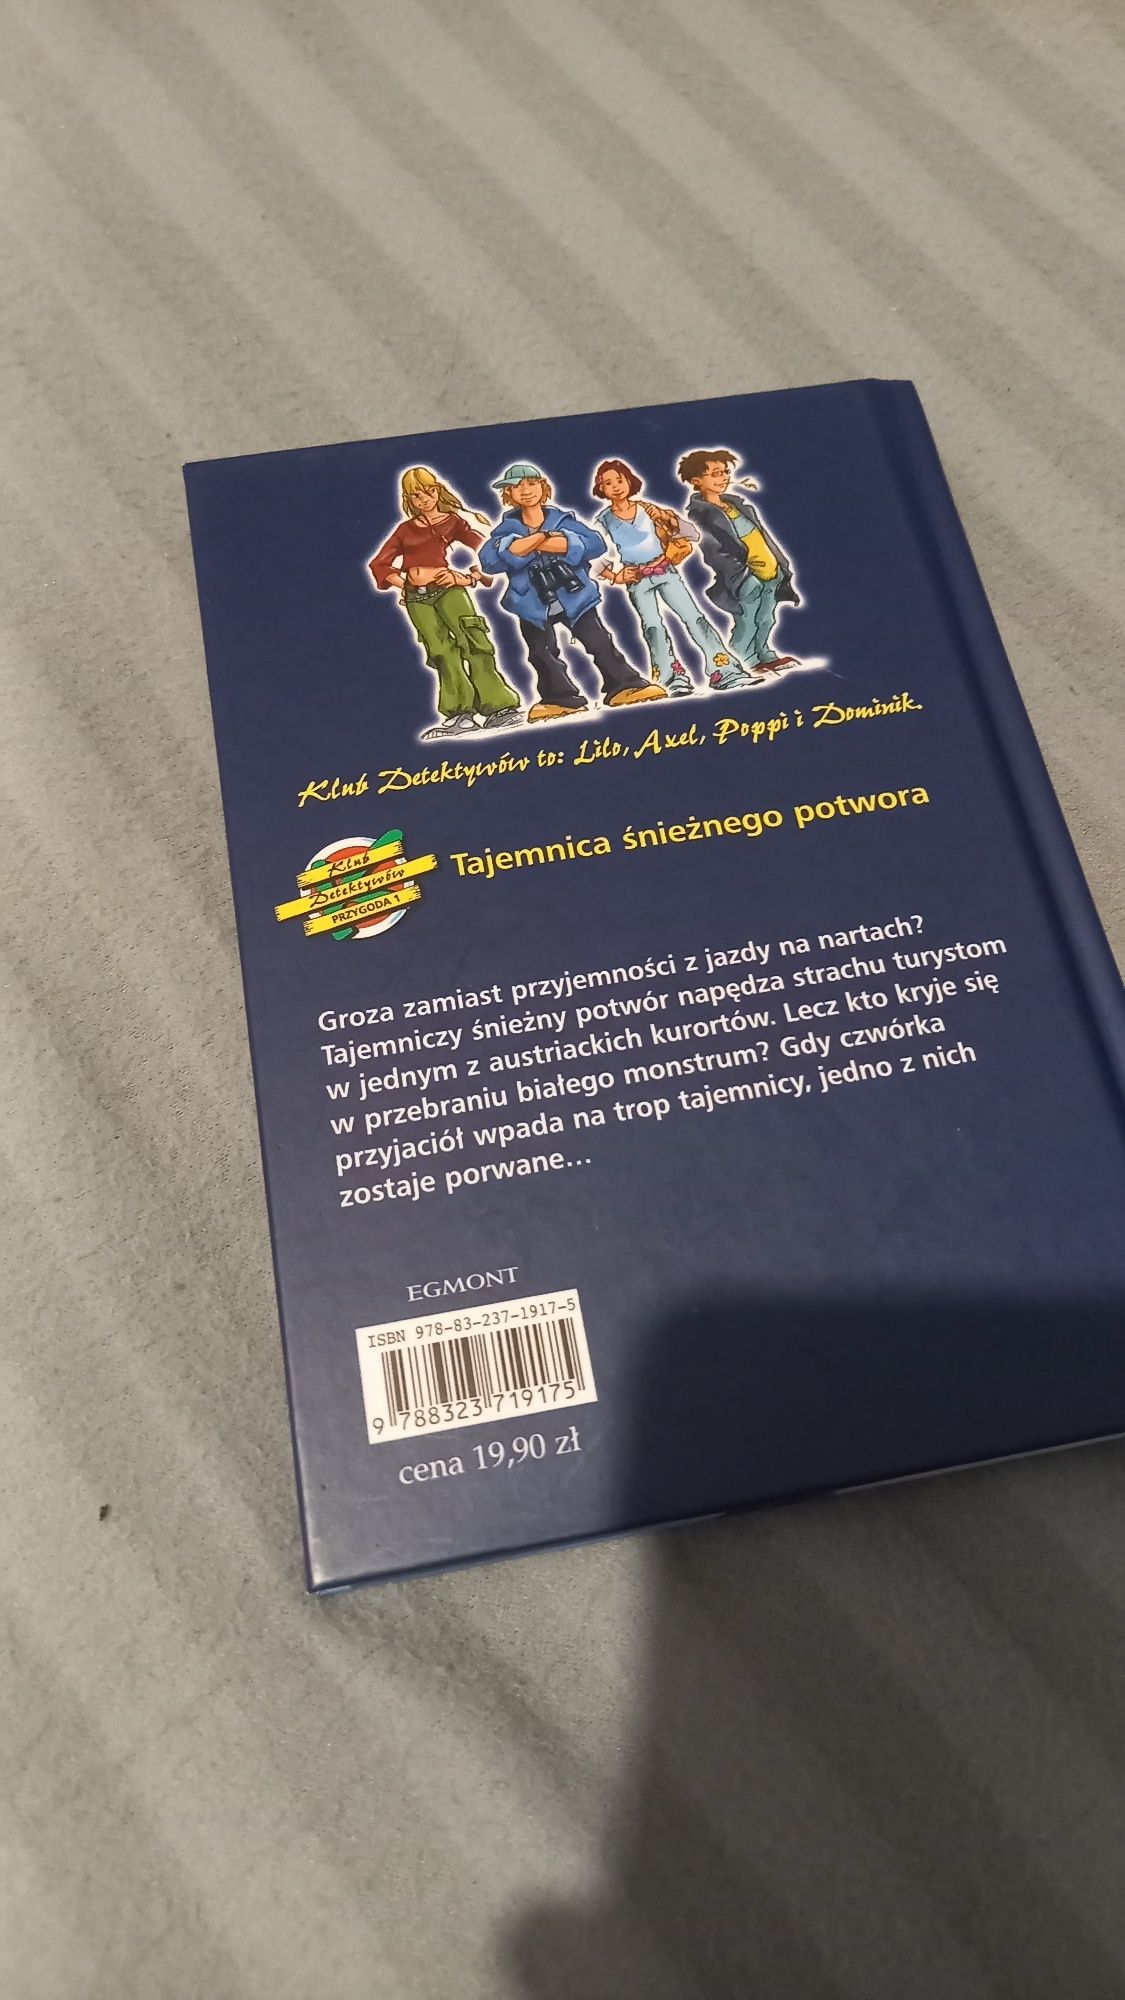 Klub Detektywów to: Lilo, Axel, Poppi i Dominik.
Klub
Detektywów
PRZYGODA 1
Tajemnica śnieżnego potwora
Groza zamiast przyjemności z jazdy na nartach?
Tajemniczy śnieżny potwór napędza strachu turystom
w jednym z austriackich kurortów. Lecz kto kryje się
w przebraniu białego monstrum? Gdy czwórka
przyjaciół wpada na trop tajemnicy, jedno z nich
zostaje porwane...
EGMONT
ISBN 978-83-237-1917-5
9 788323 719175
cena 19,90 zł